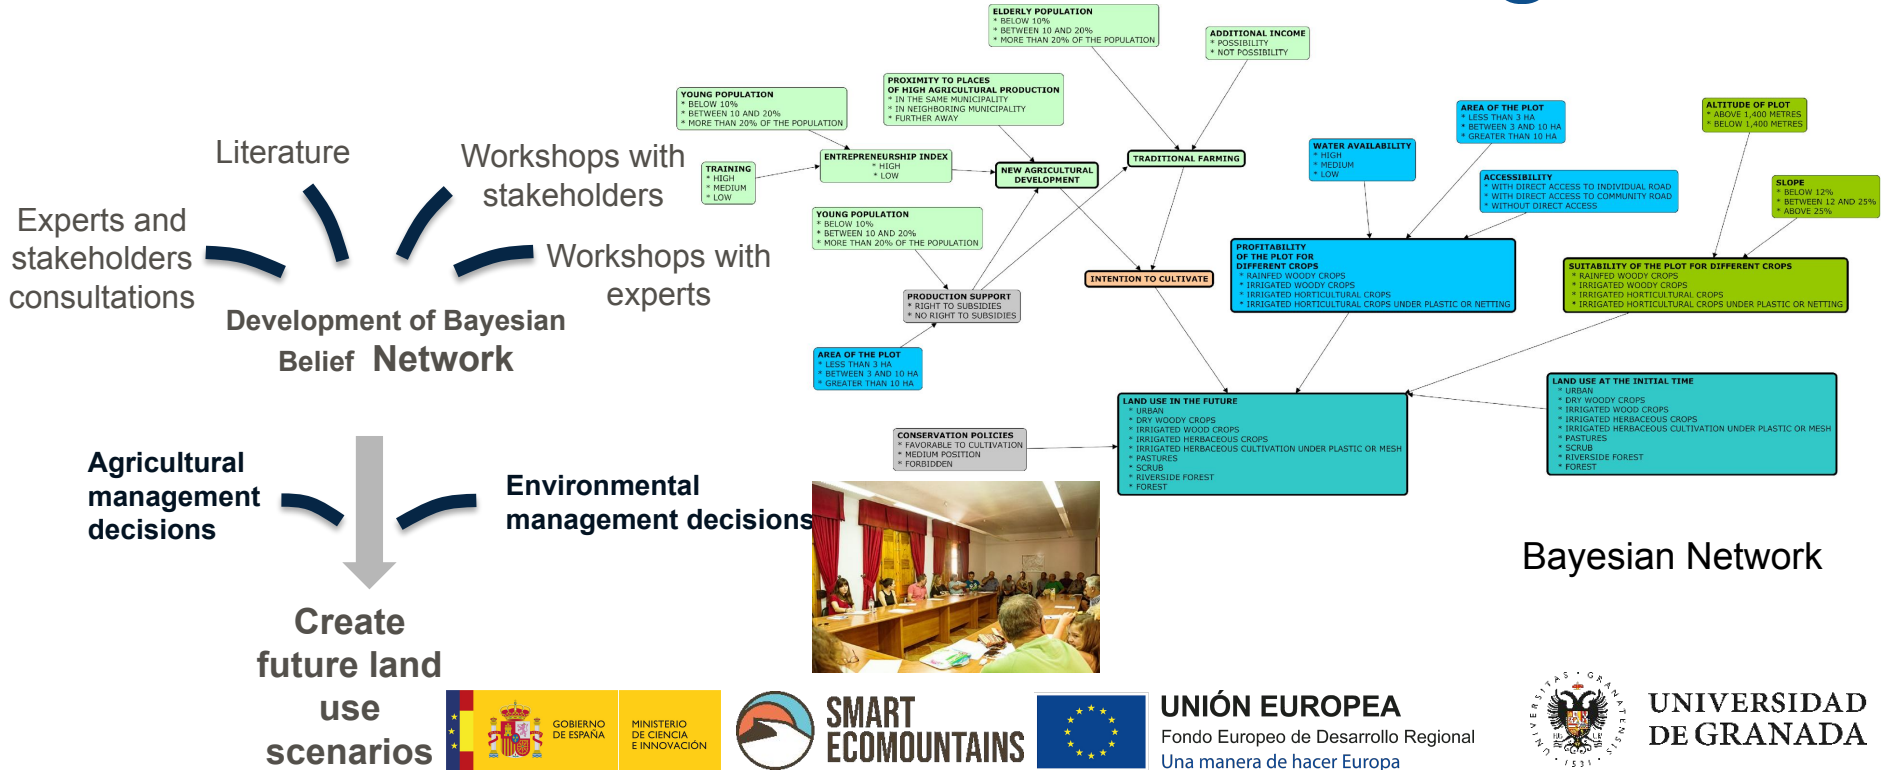 Literature
Workshops with
stakeholders
Experts and
stakeholders
consultations
Workshops with
experts
Development of Bayesian
Belief Network
Agricultural
management
decisions
Environmental
management decisions
Create
future land
use
scenarios
ELDERLY POPULATION
* BELOW 10%
* BETWEEN 10 AND 20%
* MORE THAN 20% OF THE POPULATION
ADDITIONAL INCOME
* POSSIBILITY
* NOT POSSIBILITY
PROXIMITY TO PLACES
OF HIGH AGRICULTURAL PRODUCTION
* IN THE SAME MUNICIPALITY
* IN NEIGHBORING MUNICIPALITY
* FURTHER AWAY
YOUNG POPULATION
* BELOW 10%
* BETWEEN 10 AND 20%
* MORE THAN 20% OF THE POPULATION
TRAINING
* HIGH
* MEDIUM
* LOW
ENTREPRENEURSHIP INDEX
* HIGH
* LOW
NEW AGRICULTURAL
DEVELOPMENT
TRADITIONAL FARMING
YOUNG POPULATION
* BELOW 10%
* BETWEEN 10 AND 20%
* MORE THAN 20% OF THE POPULATION
PRODUCTION SUPPORT
* RIGHT TO SUBSIDIES
* NO RIGHT TO SUBSIDIES
AREA OF THE PLOT
* LESS THAN 3 HA
* BETWEEN 3 AND 10 HA
* GREATER THAN 10 HA
INTENTION TO CULTIVATE
WATER AVAILABILITY
* HIGH
* MEDIUM
* LOW
AREA OF THE PLOT
* LESS THAN 3 HA
* BETWEEN 3 AND 10 HA
* GREATER THAN 10 HA
ACCESSIBILITY
* WITH DIRECT ACCESS TO INDIVIDUAL ROAD
* WITH DIRECT ACCESS TO COMMUNITY ROAD
* WITHOUT DIRECT ACCESS
ALTITUDE OF PLOT
* ABOVE 1,400 METRES
* BELOW 1,400 METRES
SLOPE
* BELOW 12%
* BETWEEN 12 AND 25%
* ABOVE 25%
PROFITABILITY
OF THE PLOT FOR
DIFFERENT CROPS
* RAINFED WOODY CROPS
* IRRIGATED WOODY CROPS
* IRRIGATED HORTICULTURAL CROPS
* IRRIGATED HORTICULTURAL CROPS UNDER PLASTIC OR NETTING
SUITABILITY OF THE PLOT FOR DIFFERENT CROPS
* RAINFED WOODY CROPS
* IRRIGATED WOODY CROPS
* IRRIGATED HORTICULTURAL CROPS
* IRRIGATED HORTICULTURAL CROPS UNDER PLASTIC OR NETTING
LAND USE IN THE FUTURE
* URBAN
* DRY WOODY CROPS
* IRRIGATED WOOD CROPS
* IRRIGATED HERBACEOUS CROPS
* IRRIGATED HERBACEOUS CULTIVATION UNDER PLASTIC OR MESH
* PASTURES
* SCRUB
* RIVERSIDE FOREST
* FOREST
LAND USE AT THE INITIAL TIME
* URBAN
* DRY WOODY CROPS
* IRRIGATED WOOD CROPS
* IRRIGATED HERBACEOUS CROPS
* IRRIGATED HERBACEOUS CULTIVATION UNDER PLASTIC OR MESH
* PASTURES
* SCRUB
* RIVERSIDE FOREST
* FOREST
CONSERVATION POLICIES
* FAVORABLE TO CULTIVATION
* MEDIUM POSITION
* FORBIDDEN
Bayesian Network
GOBIERNO
DE ESPAÑA
MINISTERIO
DE CIENCIA
E INNOVACIÓN
SMART
ECOMOUNTAINS
UNIÓN EUROPEA
Fondo Europeo de Desarrollo Regional
Una manera de hacer Europa
UNIVERSITAS · GRANATENSIS
· 1531 ·
UNIVERSIDAD
DE GRANADA